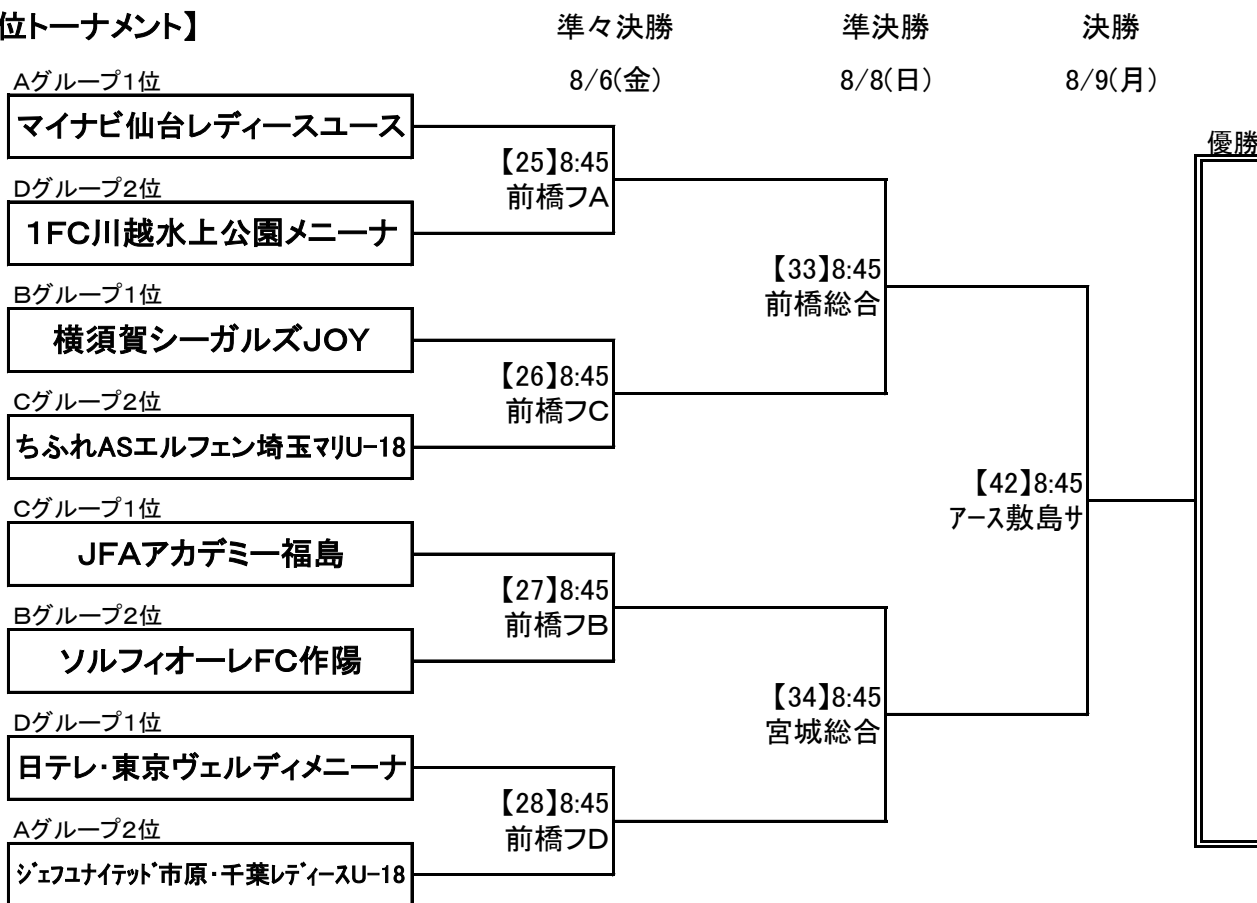 位トーナメント】
準々決勝
準決勝
決勝
8/6(金)
8/8(日)
8/9(月)
Aグループ1位
マイナビ仙台レディースユース
【25】8:45
前橋フA
Dグループ2位
1FC川越水上公園メニーナ
【33】8:45
前橋総合
Bグループ1位
横須賀シーガルズJOY
【26】8:45
前橋フC
Cグループ2位
ちふれASエルフェン埼玉マリU-18
【42】8:45
アース敷島サ
優勝
Cグループ1位
JFAアカデミー福島
【27】8:45
前橋フB
Bグループ2位
ソルフィオーレFC作陽
【34】8:45
宮城総合
Dグループ1位
日テレ・東京ヴェルディメニーナ
【28】8:45
前橋フD
Aグループ2位
ジェフユナイテッド市原・千葉レディースU-18